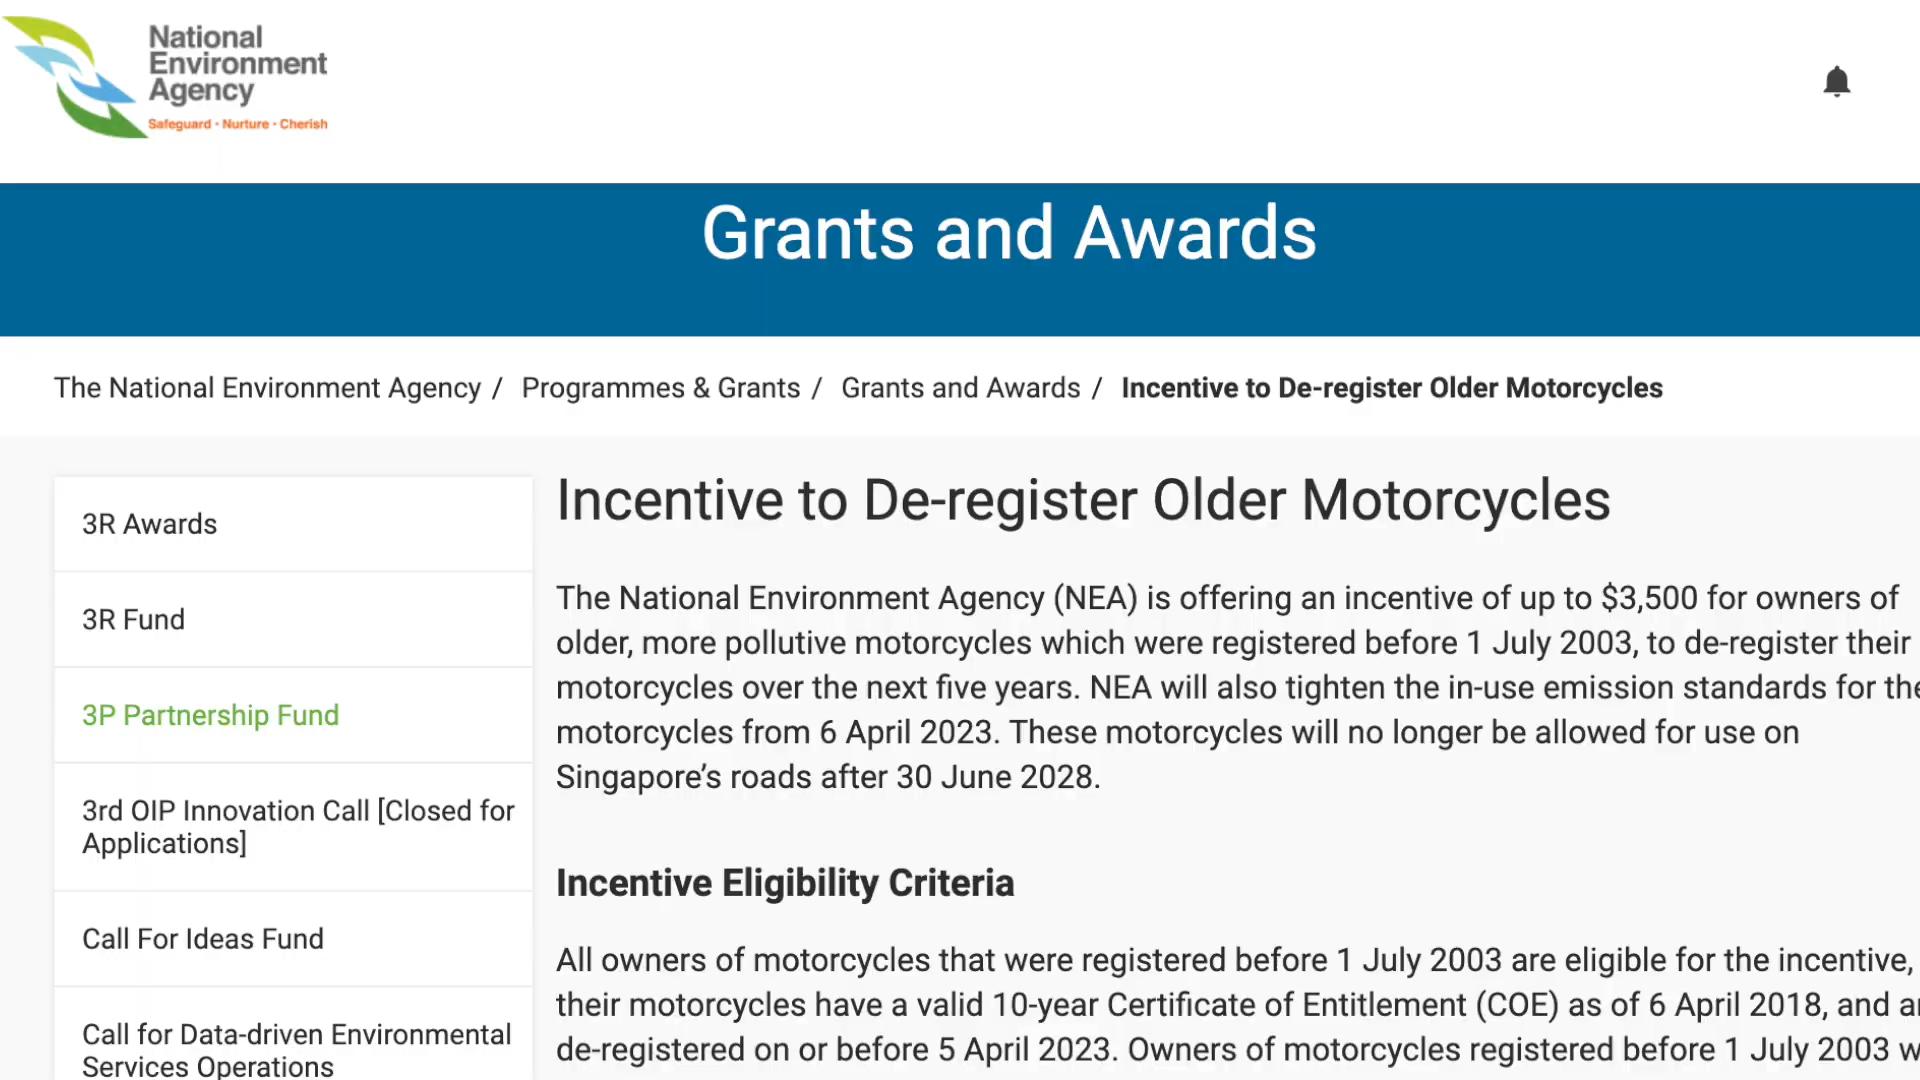 National
Environment
Agency
Safeguard • Nurture • Cherish
Grants and Awards
The National Environment Agency / Programmes & Grants / Grants and Awards / Incentive to De-register Older Motorcycles
3R Awards
3R Fund
3P Partnership Fund
3rd OIP Innovation Call [Closed for
Applications]
Call For Ideas Fund
Call for Data-driven Environmental
Services Operations
Incentive to De-register Older Motorcycles
The National Environment Agency (NEA) is offering an incentive of up to $3,500 for owners of
older, more pollutive motorcycles which were registered before 1 July 2003, to de-register their
motorcycles over the next five years. NEA will also tighten the in-use emission standards for
motorcycles from 6 April 2023. These motorcycles will no longer be allowed for use on
Singapore’s roads after 30 June 2028.
Incentive Eligibility Criteria
All owners of motorcycles that were registered before 1 July 2003 are eligible for the incentive,
their motorcycles have a valid 10-year Certificate of Entitlement (COE) as of 6 April 2018, and
de-registered on or before 5 April 2023. Owners of motorcycles registered before 1 July 2003